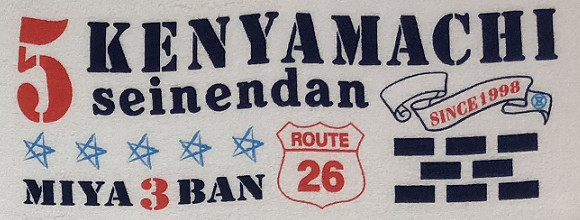 5 KENYAMACHI
seinendan
SINCE1998
ROUTE
26
MIYA 3 BAN